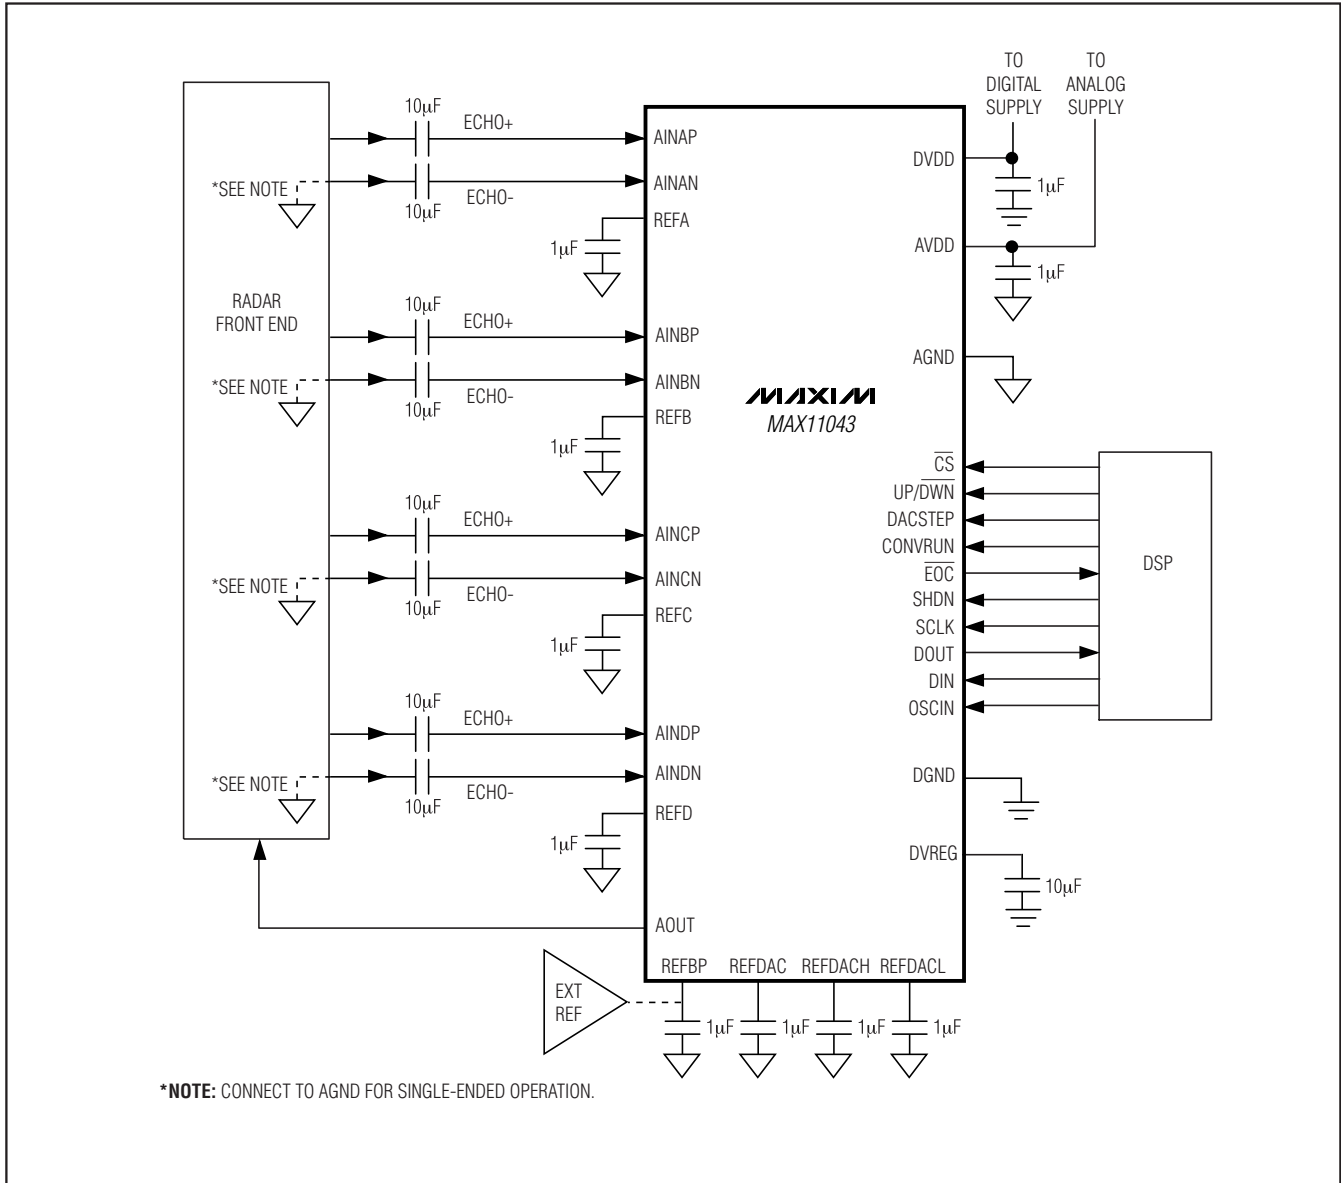 TO
DIGITAL
SUPPLY
TO
ANALOG
SUPPLY
10µF
ECHO+
AINAP
DVDD
1µF
*SEE NOTE
AINAN
ECHO-
10µF
REFA
1µF
AVDD
1µF
RADAR
FRONT END
10µF
ECHO+
AINBP
AGND
*SEE NOTE
AINBN
ECHO-
10µF
REFB
1µF
MAXIM
MAX11043
CS
UP/DWN
DACSTEP
CONVRUN
EOC
SHDN
SCLK
DOUT
DIN
OSCIN
DSP
10µF
ECHO+
AINCP
*SEE NOTE
AINCN
ECHO-
10µF
REFC
1µF
10µF
ECHO+
AINDP
*SEE NOTE
AINDN
ECHO-
10µF
REFD
1µF
DGND
DVREG
10µF
AOUT
REFBP REFDAC REFDACH REFDACL
EXT
REF
1µF 1µF 1µF 1µF
*NOTE: CONNECT TO AGND FOR SINGLE-ENDED OPERATION.